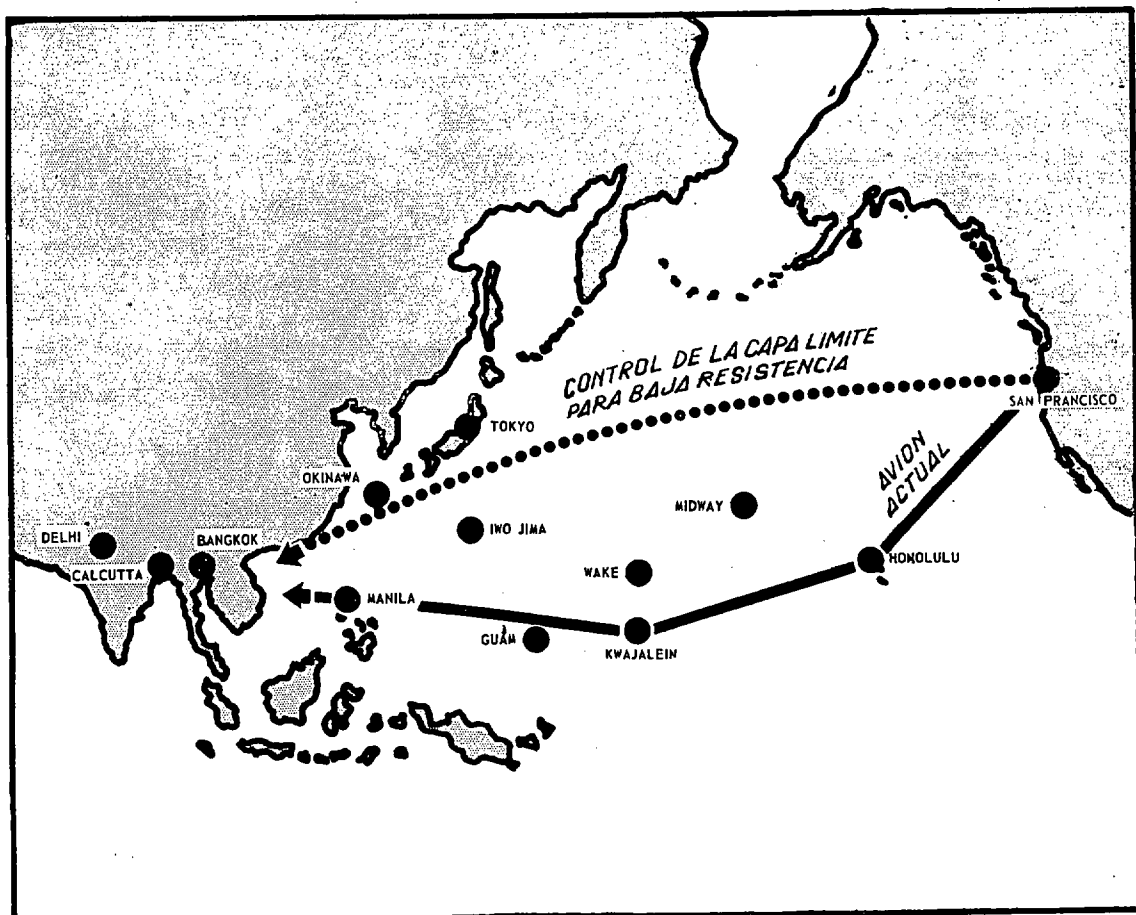 CONTROL DE LA CAPA LIMITE
PARA BAJA RESISTENCIA
SAN PRANCISCO
TOKYO
AVION
ACTUAL
OKINAWA
MIDWAY
IWO JIMA
DELHI
BANGKOK
HONOLULU
CALCUTTA
WAKE
MANILA
GUAM
KWAJALEIN